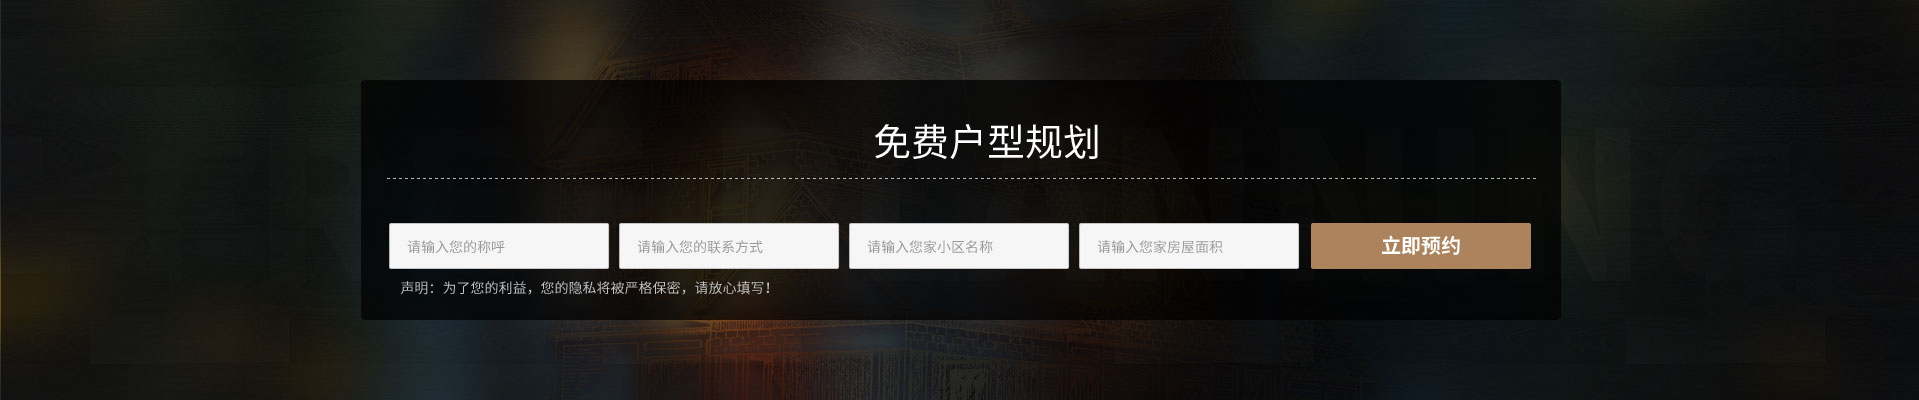 免费户型规划
请输入您的称呼
请输入您的联系方式
请输入您家小区名称
请输入您家房屋面积
立即预约
声明：为了您的利益，您的隐私将被严格保密，请放心填写！